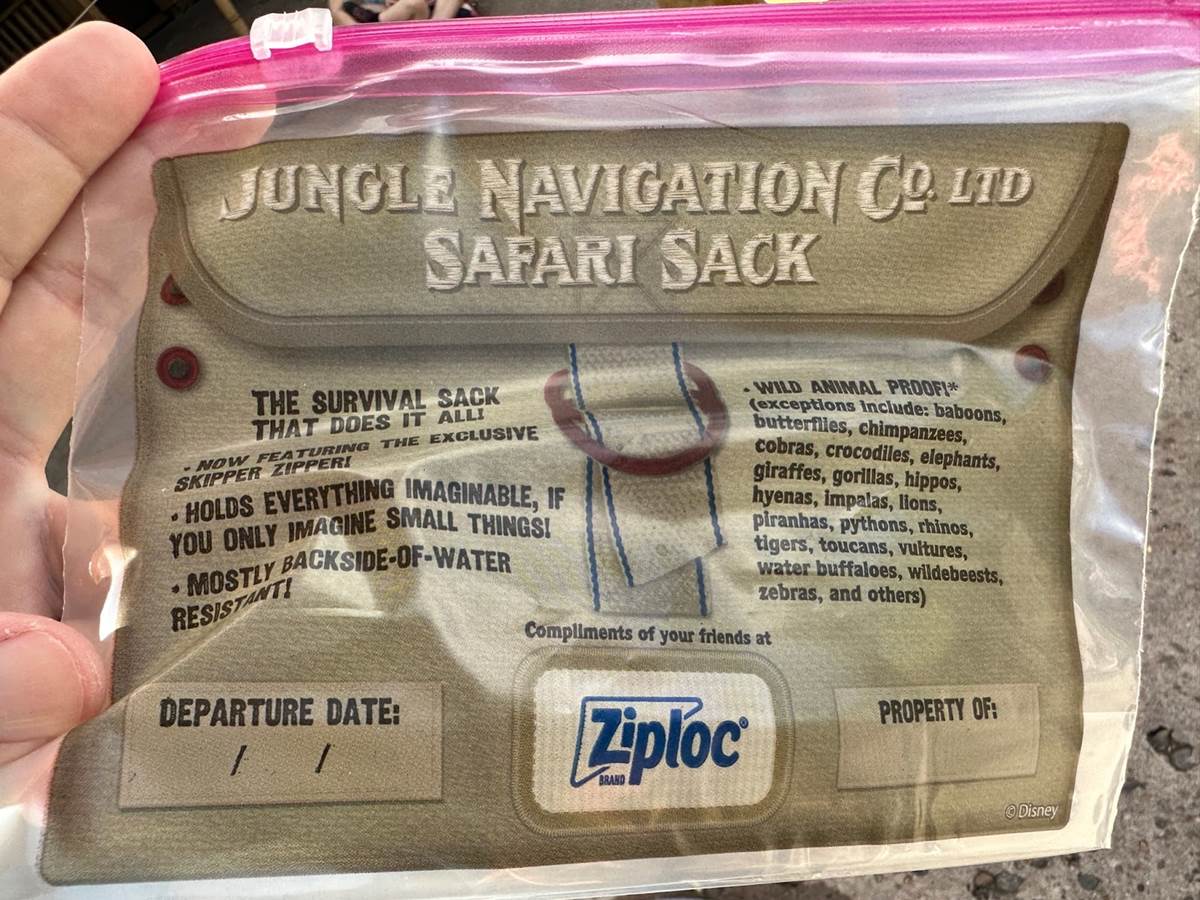 JUNGLE NAVIGATION CO. LTD
SAFARI SACK
THE SURVIVAL SACK
THAT DOES IT ALL!
• NOW FEATURING THE EXCLUSIVE
SKIPPER ZIPPER!
• HOLDS EVERYTHING IMAGINABLE, IF
YOU ONLY IMAGINE SMALL THINGS!
• MOSTLY BACKSIDE-OF-WATER
RESISTANT!
• WILD ANIMAL PROOF!*
(exceptions include: baboons,
butterflies, chimpanzees,
cobras, crocodiles, elephants,
giraffes, gorillas, hippos,
hyenas, impalas, lions,
piranhas, pythons, rhinos,
tigers, toucans, vultures,
water buffaloes, wildebeests,
zebras, and others)
Compliments of your friends at
Ziploc®
BRAND
DEPARTURE DATE:
/ /
PROPERTY OF:
© Disney